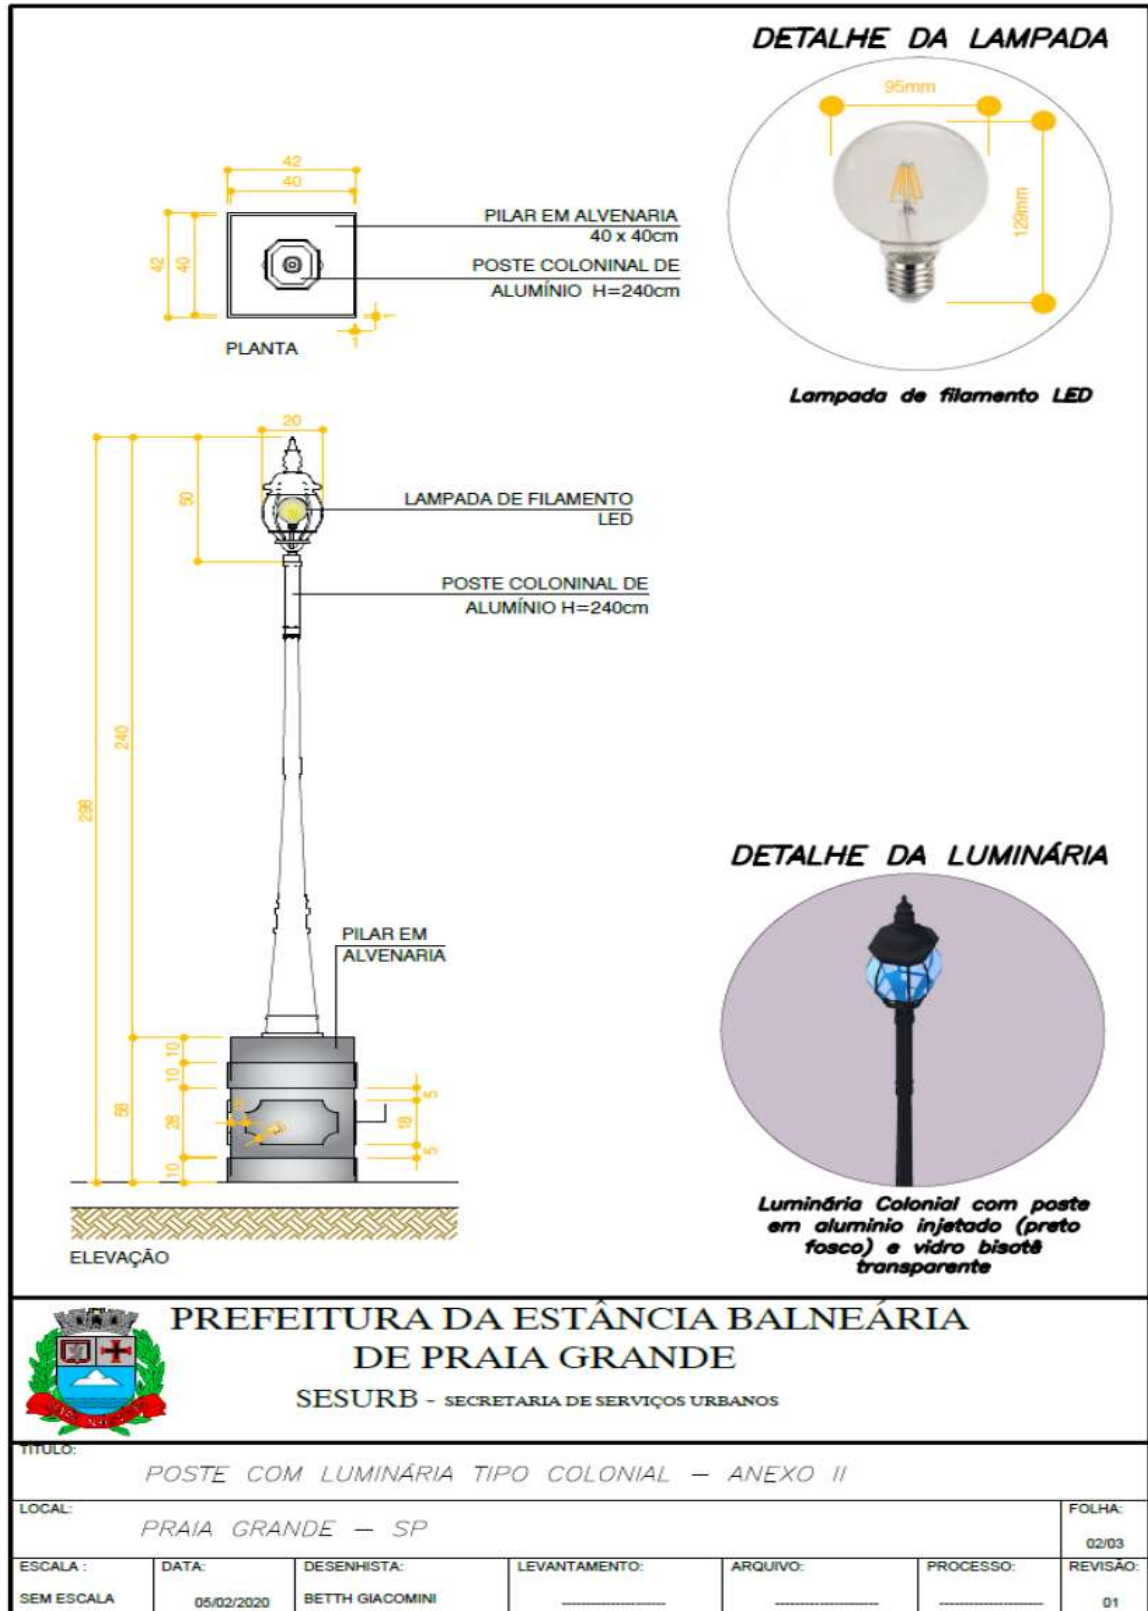 DETALHE DA LAMPADA
95mm
129mm
Lampada de filamento LED
42
40
42
40
1
1
PILAR EM ALVENARIA
40 x 40cm
POSTE COLONINAL DE
ALUMÍNIO H=240cm
PLANTA
20
50
240
298
58
LAMPADA DE FILAMENTO
LED
POSTE COLONINAL DE
ALUMÍNIO H=240cm
PILAR EM
ALVENARIA
10
10
28
10
5
18
5
ELEVAÇÃO
DETALHE DA LUMINÁRIA
Luminária Colonial com poste
em aluminio injetado (preto
fosco) e vidro bisotê
transparente
PREFEITURA DA ESTÂNCIA BALNEÁRIA
DE PRAIA GRANDE
SESURB - SECRETARIA DE SERVIÇOS URBANOS
TÍTULO:
POSTE COM LUMINÁRIA TIPO COLONIAL – ANEXO II
LOCAL:
PRAIA GRANDE – SP
FOLHA:
02/03
ESCALA :
SEM ESCALA
DATA:
05/02/2020
DESENHISTA:
BETTH GIACOMINI
LEVANTAMENTO:
--------------------
ARQUIVO:
--------------------
PROCESSO:
--------------------
REVISÃO:
01